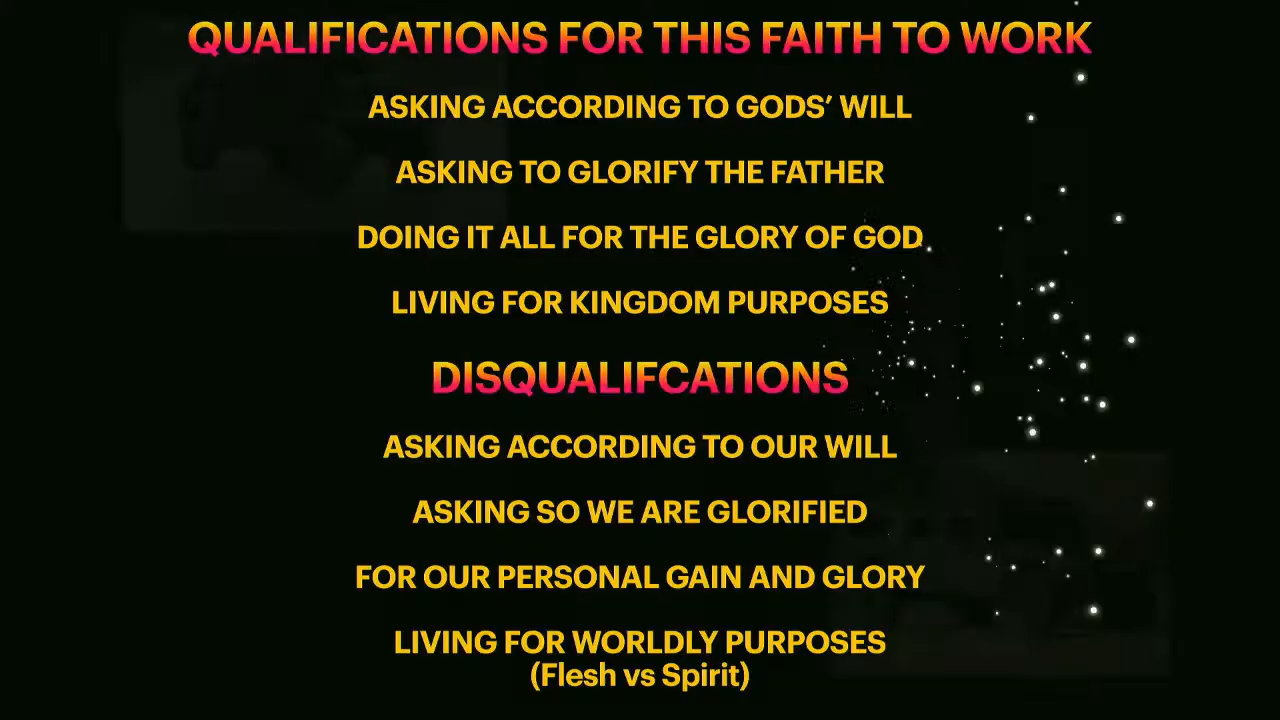 QUALIFICATIONS FOR THIS FAITH TO WORK
ASKING ACCORDING TO GODS’ WILL
ASKING TO GLORIFY THE FATHER
DOING IT ALL FOR THE GLORY OF GOD
LIVING FOR KINGDOM PURPOSES
DISQUALIFCATIONS
ASKING ACCORDING TO OUR WILL
ASKING SO WE ARE GLORIFIED
FOR OUR PERSONAL GAIN AND GLORY
LIVING FOR WORLDLY PURPOSES
(Flesh vs Spirit)